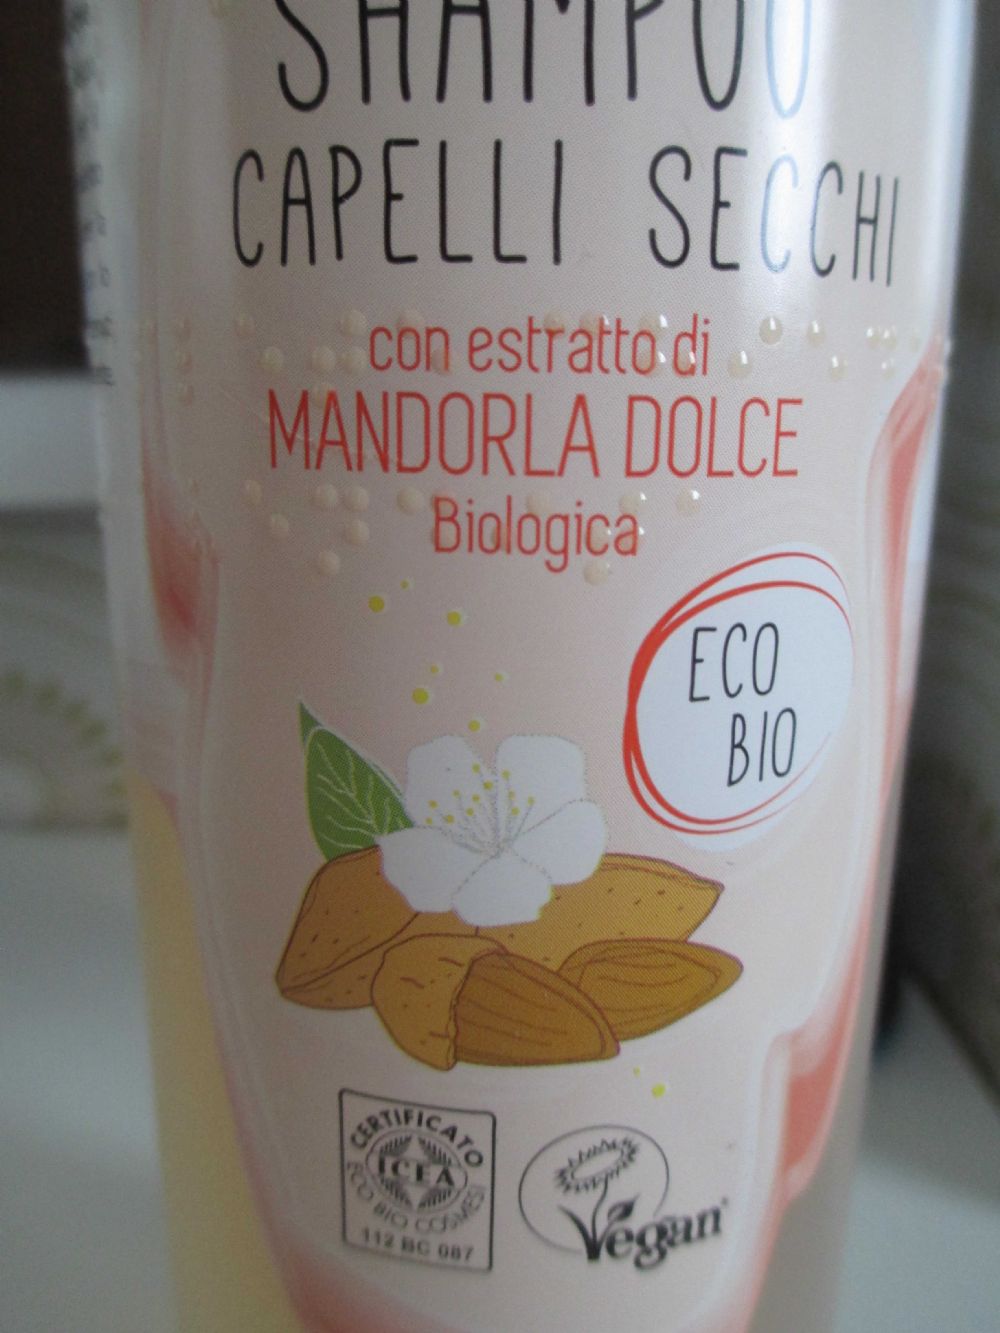 SHAMPOO
CAPELLI SECCHI
con estratto di
MANDORLA DOLCE
Biologica
ECO
BIO
CERTIFICATO
ICEA
ECO BIO COSMESI
112 BC 087
Vegan